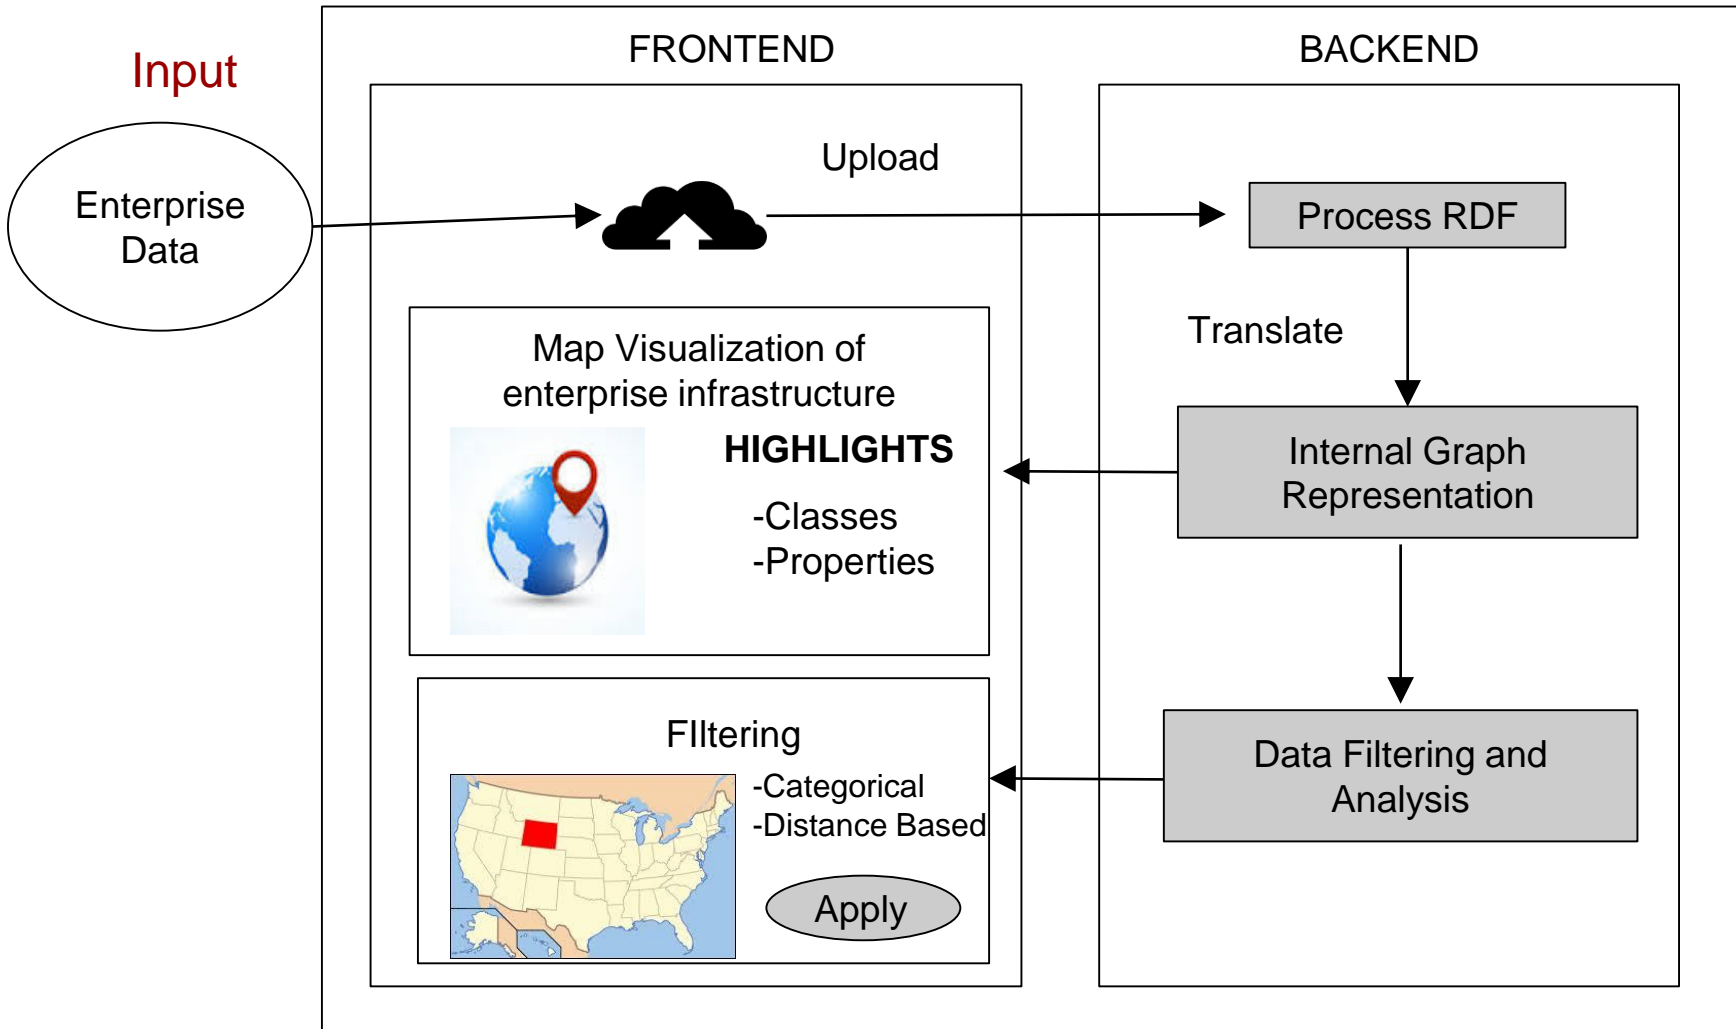 Input
Enterprise
Data
FRONTEND
Upload
Map Visualization of
enterprise infrastructure
HIGHLIGHTS
-Classes
-Properties
FIltering
-Categorical
-Distance Based
Apply
BACKEND
Process RDF
Translate
Internal Graph
Representation
Data Filtering and
Analysis